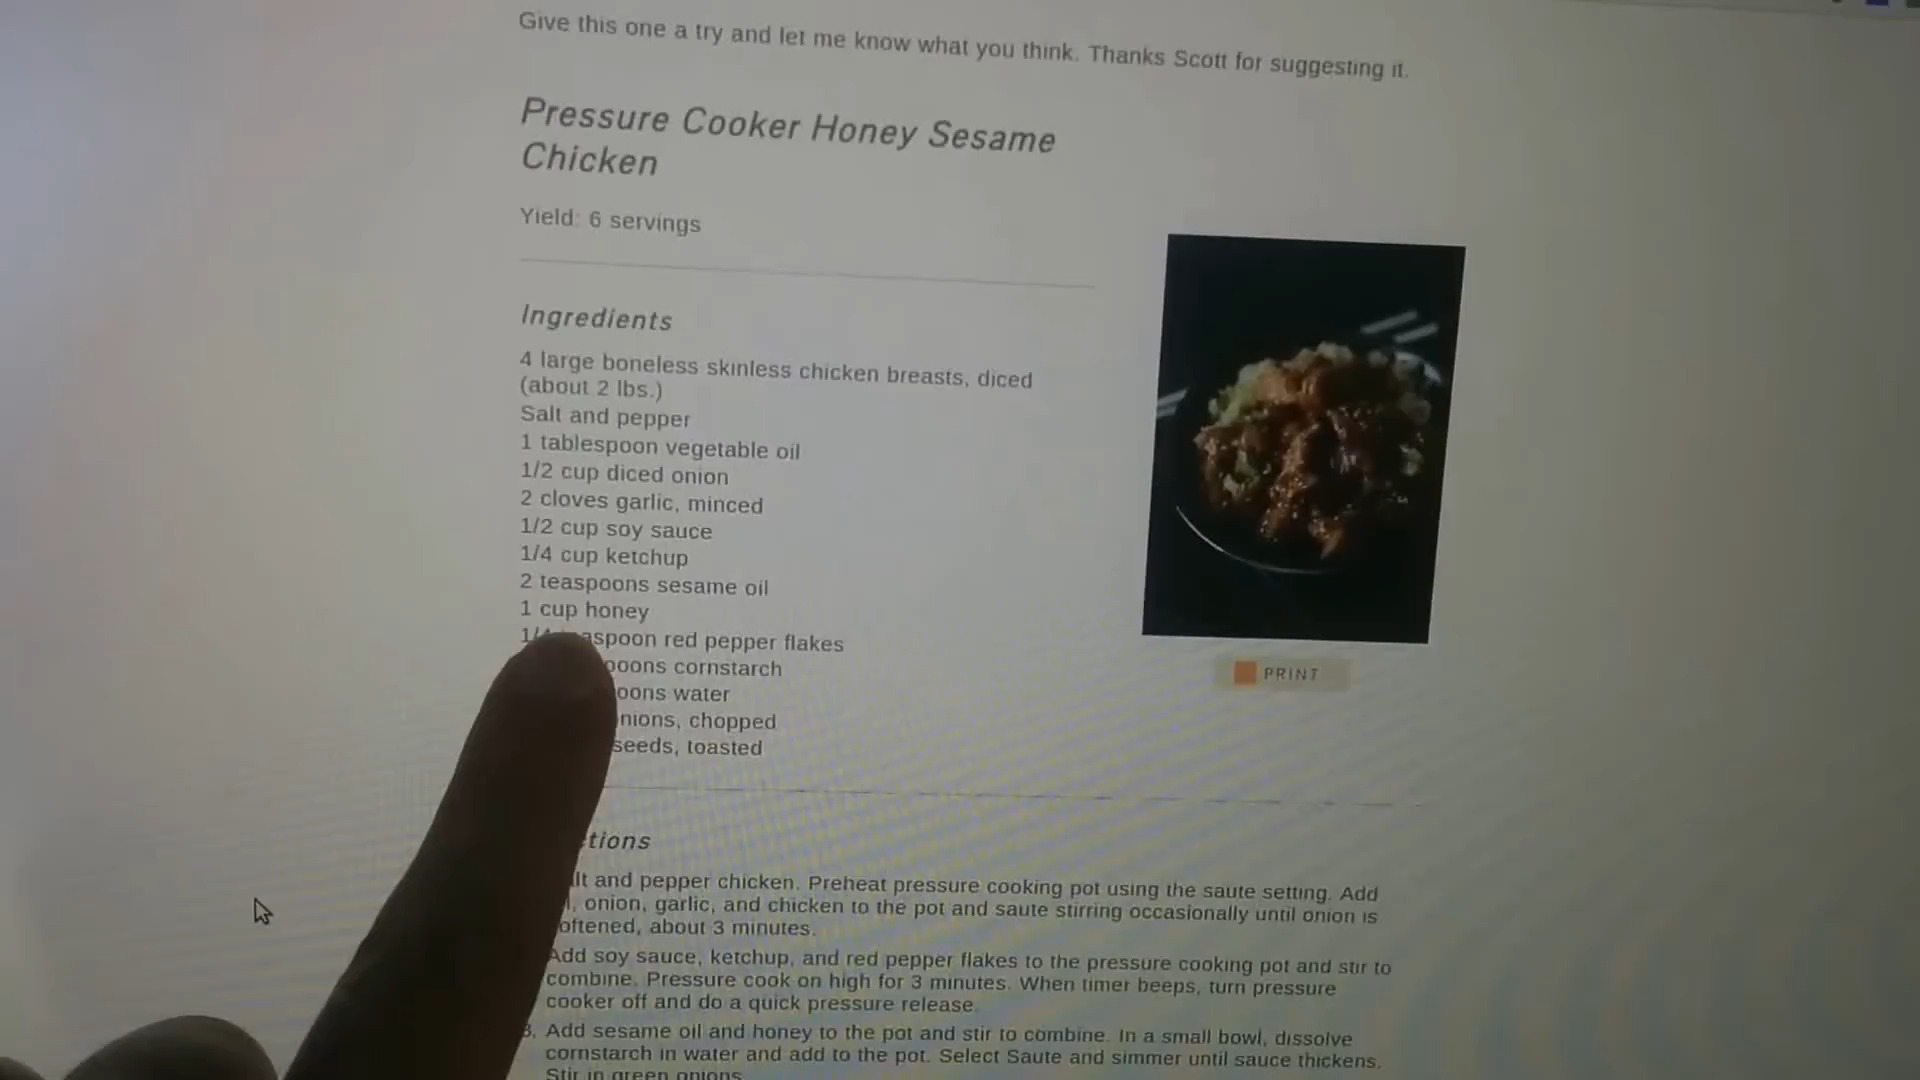 Give this one a try and let me know what you think. Thanks Scott for suggesting it.
Pressure Cooker Honey Sesame
Chicken
Yield: 6 servings
Ingredients
4 large boneless skinless chicken breasts, diced
(about 2 lbs.)
Salt and pepper
1 tablespoon vegetable oil
1/2 cup diced onion
2 cloves garlic, minced
1/2 cup soy sauce
1/4 cup ketchup
2 teaspoons sesame oil
1 cup honey
red pepper flakes
cornstarch
water
chopped
seeds, toasted
PRINT
and pepper chicken. Preheat pressure cooking pot using the saute setting. Add
onion, garlic, and chicken to the pot and saute stirring occasionally until onion is
about 3 minutes.
Add soy sauce, ketchup, and red pepper flakes to the pressure cooking pot and stir to
combine. Pressure cook on high for 3 minutes. When timer beeps, turn pressure
cooker off and do a quick pressure release.
3. Add sesame oil and honey to the pot and stir to combine. In a small bowl, dissolve
cornstarch in water and add to the pot. Select Saute and simmer until sauce thickens.
Stir in green onions.